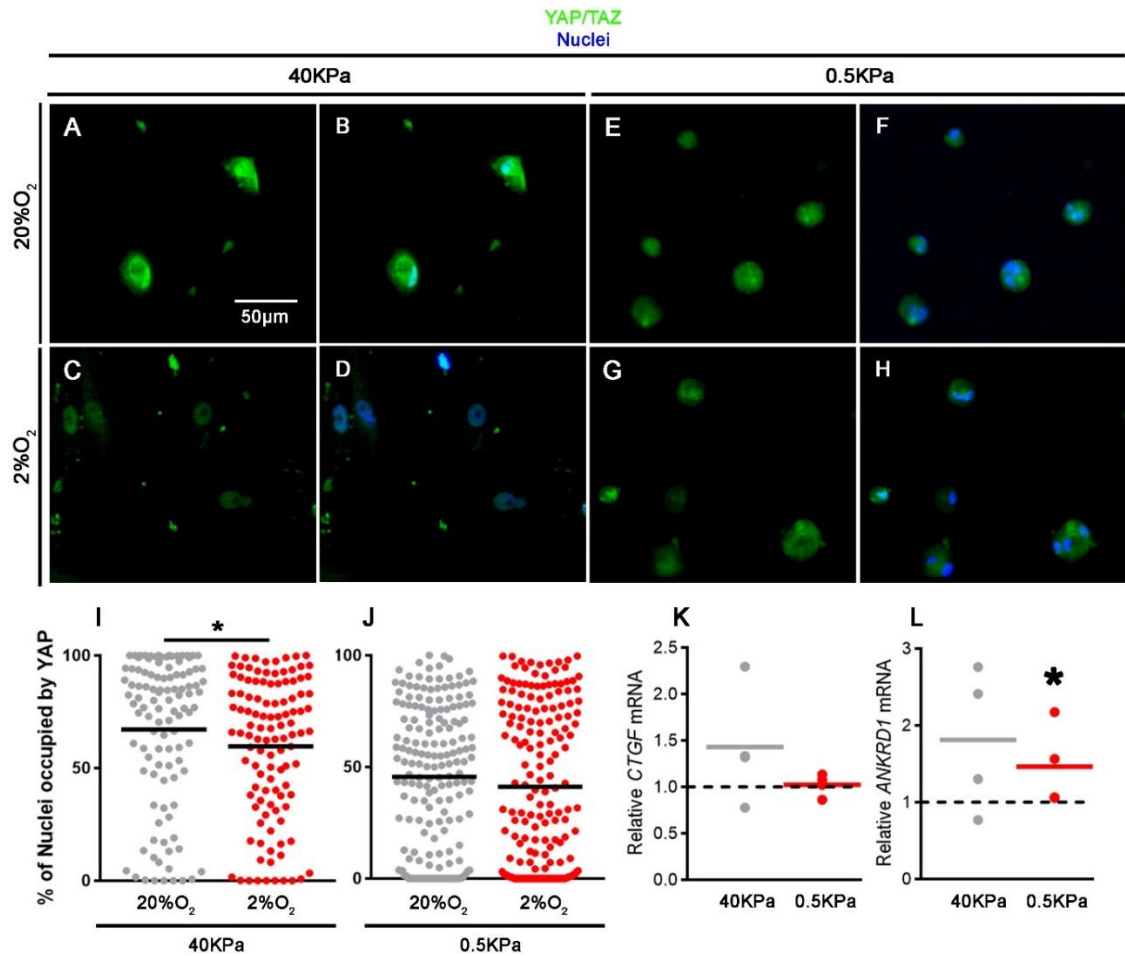 YAP/TAZ
Nuclei
40KPa
0.5KPa
20%O₂
A
B
E
F
50µm
2%O₂
C
D
G
H
I
*
J
K
L
% of Nuclei occupied by YAP
100
50
0
20%O₂
2%O₂
40KPa
100
50
0
20%O₂
2%O₂
0.5KPa
Relative CTGF mRNA
2.5
2.0
1.5
1.0
0.5
0.0
40KPa
0.5KPa
Relative ANKRD1 mRNA
3
2
1
0
*
40KPa
0.5KPa